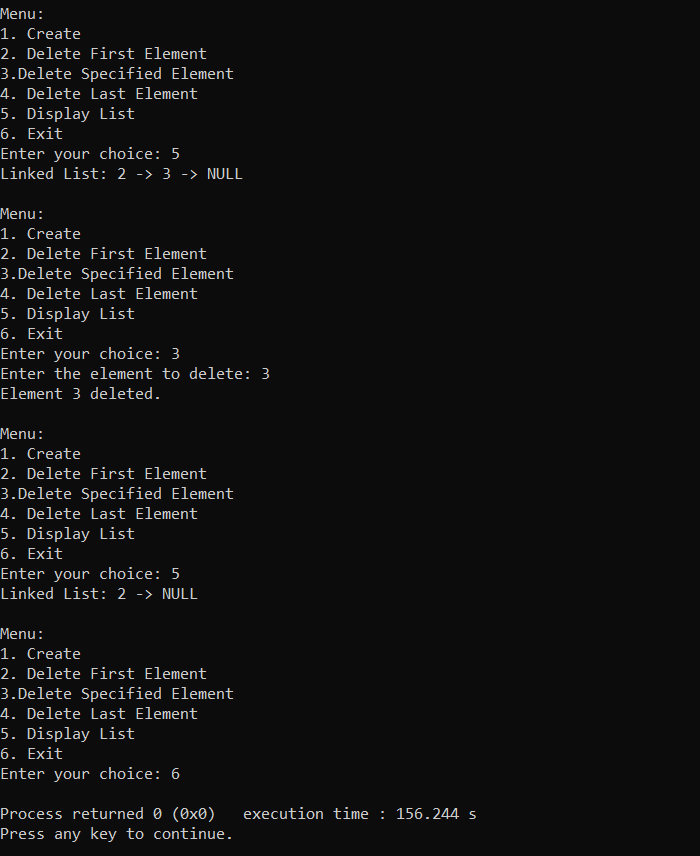 Menu:
1. Create
2. Delete First Element
3.Delete Specified Element
4. Delete Last Element
5. Display List
6. Exit
Enter your choice: 5
Linked List: 2 -> 3 -> NULL

Menu:
1. Create
2. Delete First Element
3.Delete Specified Element
4. Delete Last Element
5. Display List
6. Exit
Enter your choice: 3
Enter the element to delete: 3
Element 3 deleted.

Menu:
1. Create
2. Delete First Element
3.Delete Specified Element
4. Delete Last Element
5. Display List
6. Exit
Enter your choice: 5
Linked List: 2 -> NULL

Menu:
1. Create
2. Delete First Element
3.Delete Specified Element
4. Delete Last Element
5. Display List
6. Exit
Enter your choice: 6

Process returned 0 (0x0)   execution time : 156.244 s
Press any key to continue.